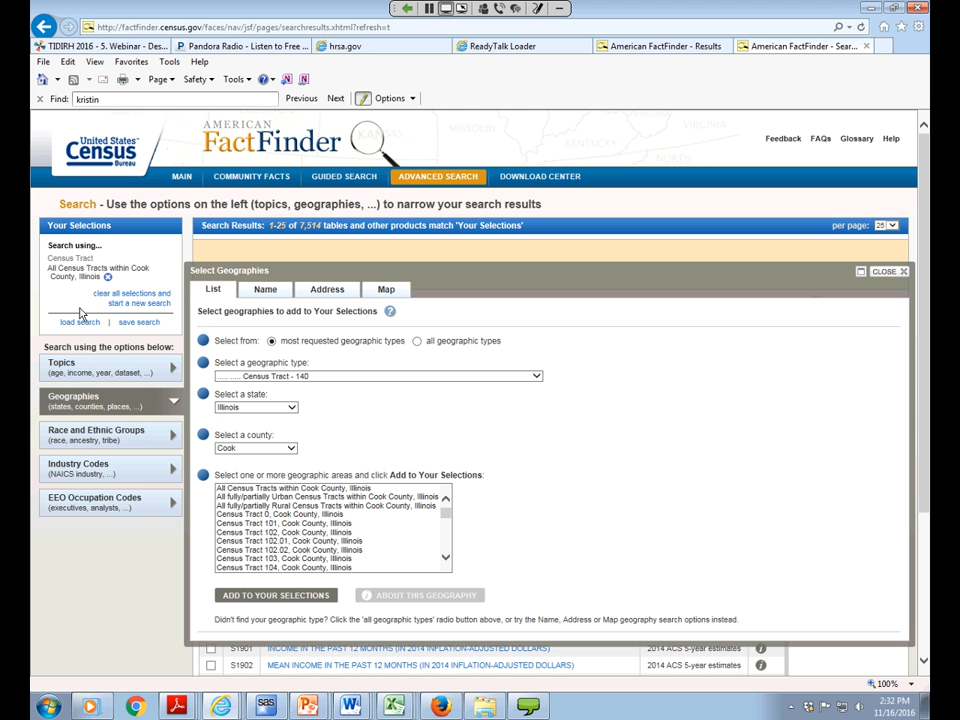 http://factfinder.census.gov/faces/nav/jsf/pages/searchresults.xhtml?refresh=t
TIDIRH — 2016 - 5. Webinar - Des...
Pandora Radio - Listen to Free ...
hrsa.gov
ReadyTalk Loader
American FactFinder - Results
American FactFinder - Sear...
File Edit View Favorites Tools Help
Page Safety Tools
Find: kristin Previous Next Options
Feedback FAQs Glossary Help
United States
Census
Bureau
AMERICAN
FactFinder
KANSAS
MISSOURI
KENTUCKY
VIRGINIA
NORTH
MAIN COMMUNITY FACTS GUIDED SEARCH ADVANCED SEARCH DOWNLOAD CENTER
Search - Use the options on the left (topics, geographies, ...) to narrow your search results
Your Selections
Search Results: 1-25 of 7,514 tables and other products match 'Your Selections'
per page: 25
Search using...
Census Tract
All Census Tracts within Cook
County, Illinois
clear all selections and
start a new search
load search | save search
Search using the options below:
Topics
(age, income, year, dataset, ...)
Geographies
(states, counties, places, ...)
Race and Ethnic Groups
(race, ancestry, tribe)
Industry Codes
(NAICS industry, ...)
EEO Occupation Codes
(executives, analysts, ...)
Select Geographies
CLOSE X
List Name Address Map
Select geographies to add to Your Selections ?
Select from: most requested geographic types all geographic types
Select a geographic type:
..... ..... Census Tract - 140
Select a state:
Illinois
Select a county:
Cook
Select one or more geographic areas and click Add to Your Selections:
All Census Tracts within Cook County, Illinois
All fully/partially Urban Census Tracts within Cook County, Illinois
All fully/partially Rural Census Tracts within Cook County, Illinois
Census Tract 0, Cook County, Illinois
Census Tract 101, Cook County, Illinois
Census Tract 102, Cook County, Illinois
Census Tract 102.01, Cook County, Illinois
Census Tract 102.02, Cook County, Illinois
Census Tract 103, Cook County, Illinois
Census Tract 104, Cook County, Illinois
ADD TO YOUR SELECTIONS
i ABOUT THIS GEOGRAPHY
Didn't find your geographic type? Click the 'all geographic types' radio button above, or try the Name, Address or Map geography search options instead.
S1901 INCOME IN THE PAST 12 MONTHS (IN 2014 INFLATION-ADJUSTED DOLLARS) 2014 ACS 5-year estimates
S1902 MEAN INCOME IN THE PAST 12 MONTHS (IN 2014 INFLATION-ADJUSTED DOLLARS) 2014 ACS 5-year estimates
100%
sas
2:32 PM
11/16/2016